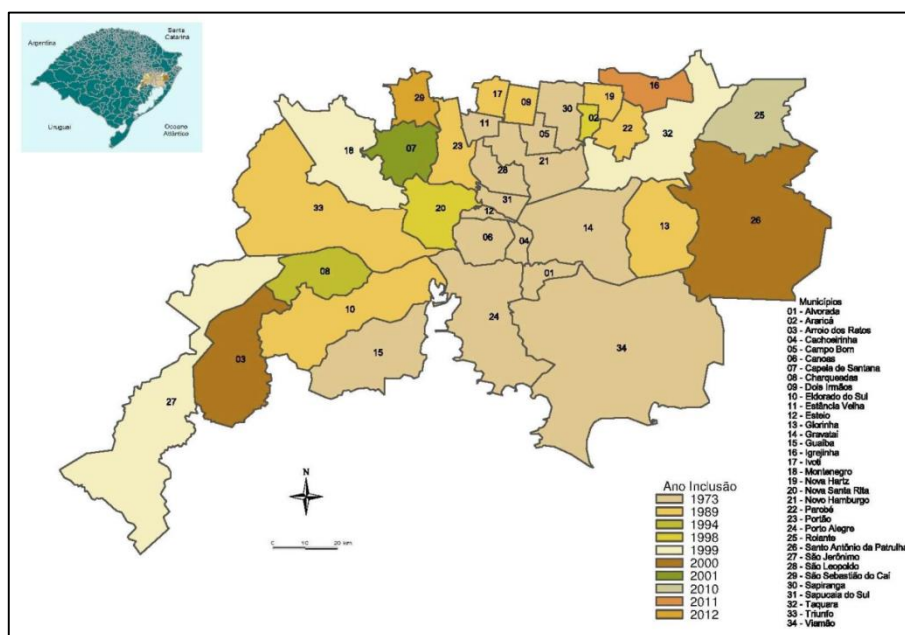 Santa
Catarina
Argentina
Uruguai
Oceano
Atlântico
29
17
09
30
19
16
25
02
11
05
22
32
18
07
23
28
21
33
20
31
12
14
13
26
06
04
08
01
10
24
15
34
03
27
N
0 10 20 km
Ano Inclusão
1973
1989
1994
1998
1999
2000
2001
2010
2011
2012
Municípios
01 - Alvorada
02 - Araricá
03 - Arroio dos Ratos
04 - Cachoeirinha
05 - Campo Bom
06 - Canoas
07 - Capela de Santana
08 - Charqueadas
09 - Dois Irmãos
10 - Eldorado do Sul
11 - Estância Velha
12 - Esteio
13 - Glorinha
14 - Gravataí
15 - Guaíba
16 - Igrejinha
17 - Ivoti
18 - Montenegro
19 - Nova Hartz
20 - Nova Santa Rita
21 - Novo Hamburgo
22 - Parobé
23 - Portão
24 - Porto Alegre
25 - Rolante
26 - Santo Antônio da Patrulha
27 - São Jerônimo
28 - São Leopoldo
29 - São Sebastião do Caí
30 - Sapiranga
31 - Sapucaia do Sul
32 - Taquara
33 - Triunfo
34 - Viamão